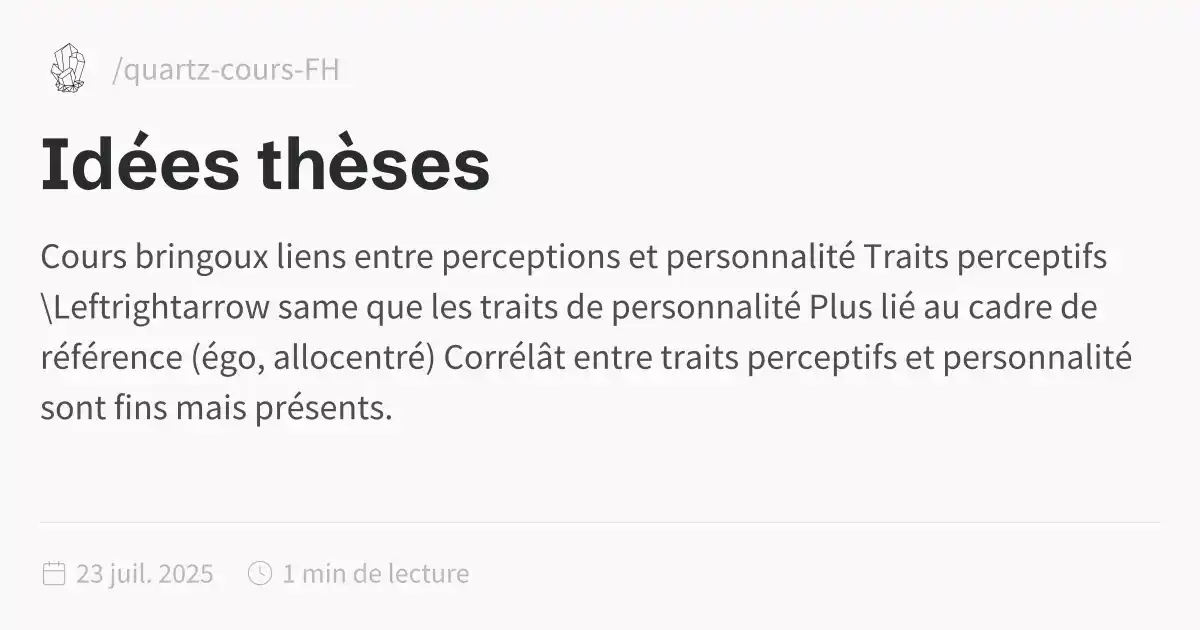 /quartz-cours-FH
Idées thèses
Cours bringoux liens entre perceptions et personnalité Traits perceptifs
\Leftrightarrow same que les traits de personnalité Plus lié au cadre de
référence (égo, allocentré) Corrélât entre traits perceptifs et personnalité
sont fins mais présents.
23 juil. 2025 1 min de lecture